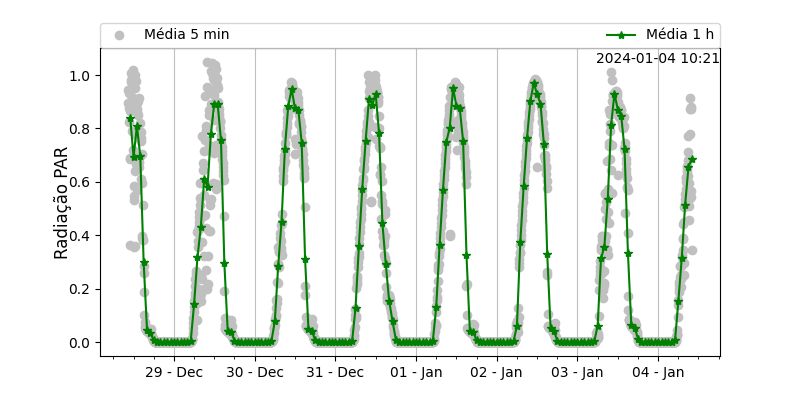 Média 5 min
Média 1 h
2024-01-04 10:21
Radiação PAR
1.0
0.8
0.6
0.4
0.2
0.0
29 - Dec
30 - Dec
31 - Dec
01 - Jan
02 - Jan
03 - Jan
04 - Jan